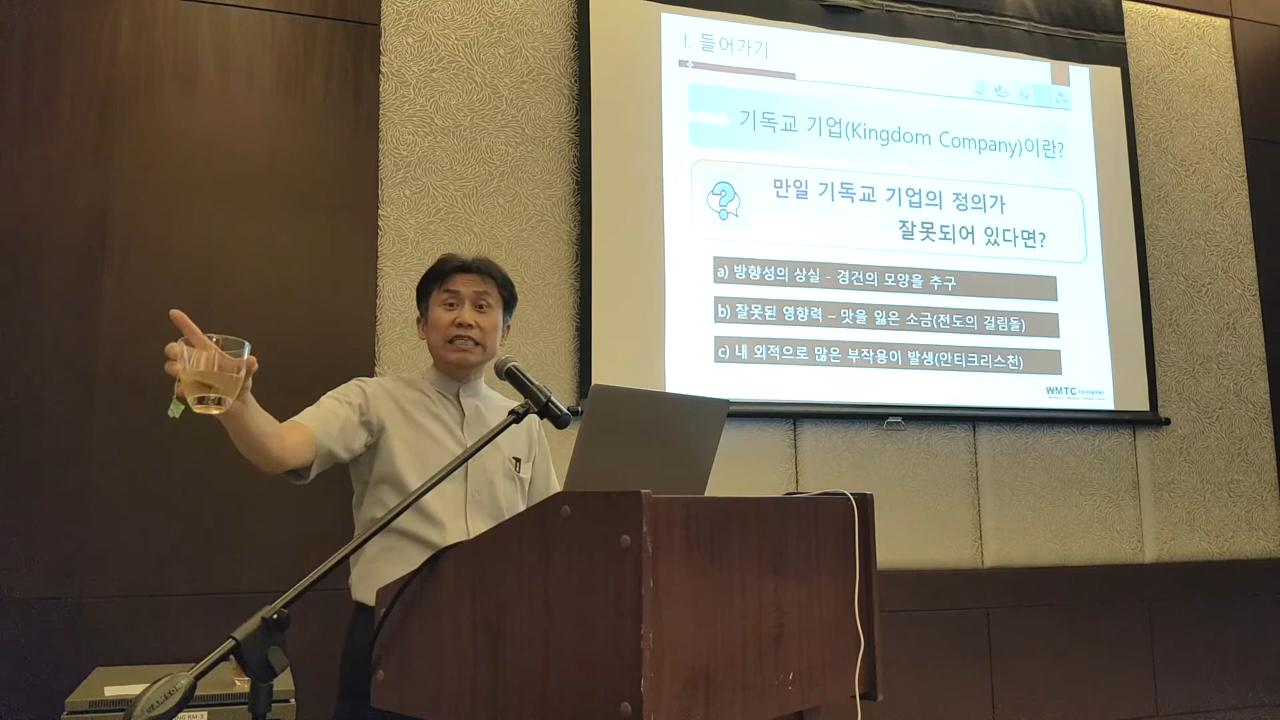 I. 들어가기
기독교 기업(Kingdom Company)이란?
만일 기독교 기업의 정의가
잘못되어 있다면?
a) 방향성의 상실 - 경건의 모양을 추구
b) 잘못된 영향력 – 맛을 잃은 소금(전도의 걸림돌)
c) 내 외적으로 많은 부작용이 발생(안티크리스천)
WMTC